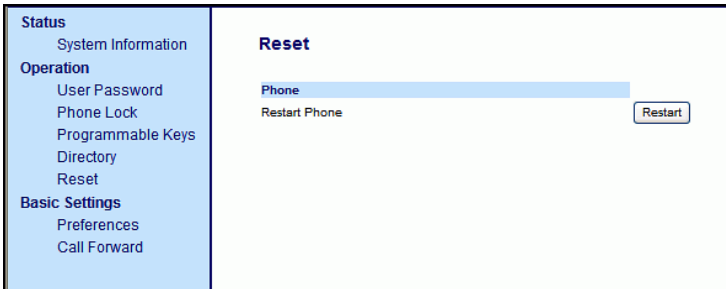 Status
System Information
Operation
User Password
Phone Lock
Programmable Keys
Directory
Reset
Basic Settings
Preferences
Call Forward
Reset
Phone
Restart Phone
Restart